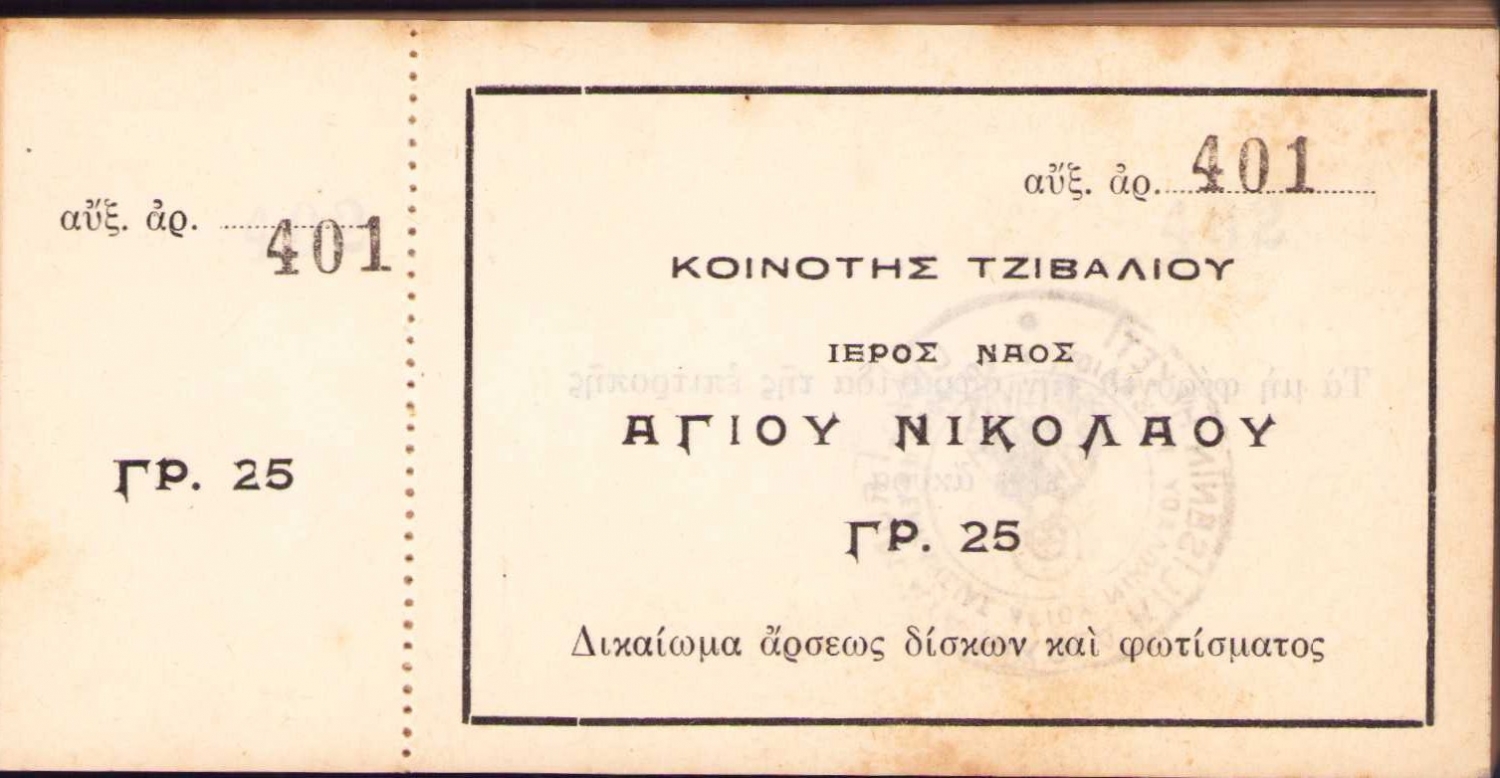 αὔξ. ἀρ. 401
ΓΡ. 25
αὔξ. ἀρ. 401
ΚΟΙΝΟΤΗΣ ΤΖΙΒΑΛΙΟΥ
ΙΕΡΟΣ ΝΑΟΣ
ΑΓΙΟΥ ΝΙΚΟΛΑΟΥ
ΓΡ. 25
Δικαίωμα ἄρσεως δίσκων καὶ φωτίσματος